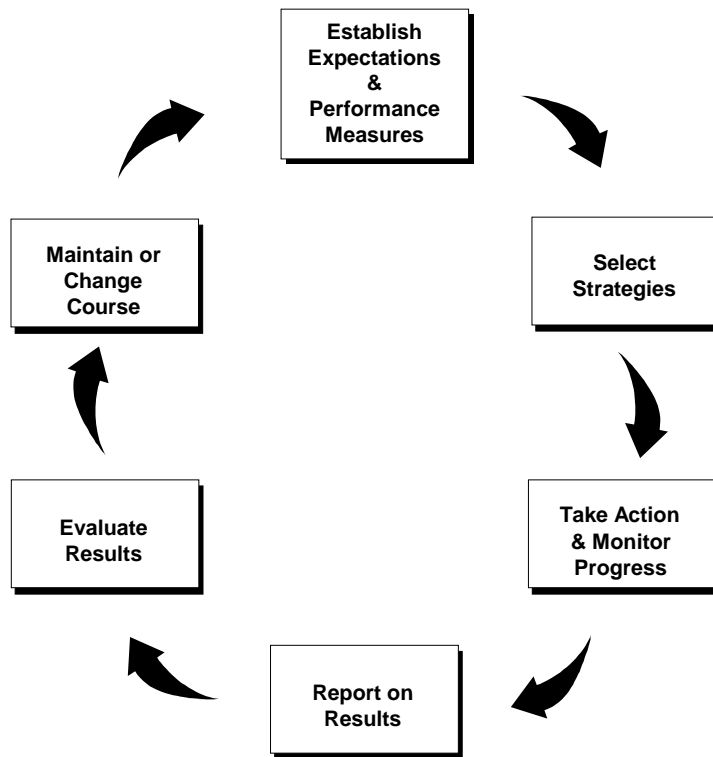 Establish
Expectations
&
Performance
Measures
Select
Strategies
Take Action
& Monitor
Progress
Report on
Results
Evaluate
Results
Maintain or
Change
Course